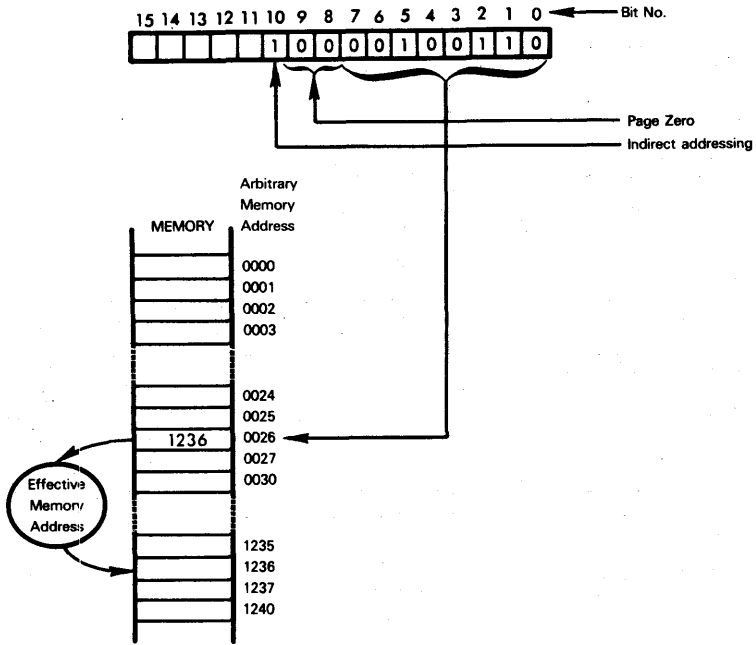 15 14 13 12 11 10 9 8 7 6 5 4 3 2 1 0 Bit No.
1 0 0 0 0 1 0 0 1 1 0
Page Zero
Indirect addressing
Arbitrary
Memory
Address
MEMORY
0000
0001
0002
0003
0024
0025
1236 0026
0027
0030
Effective
Memory
Address
1235
1236
1237
1240